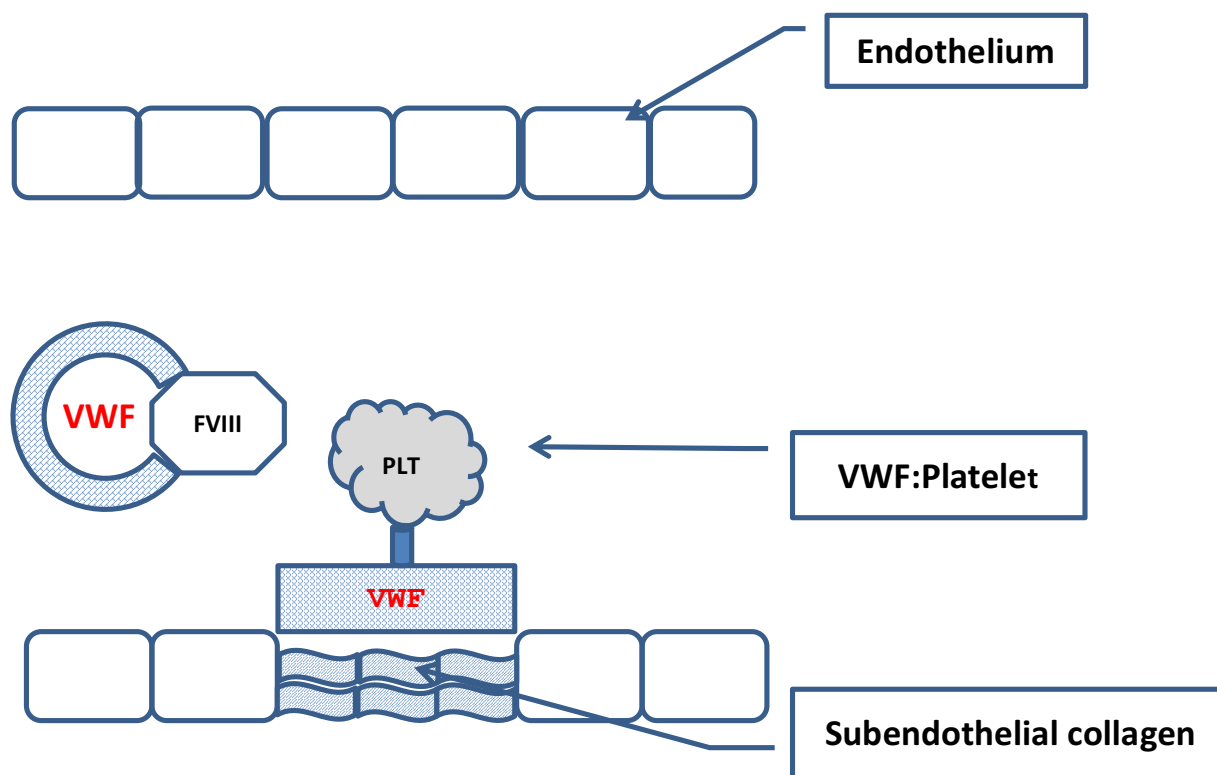 Endothelium
VWF
FVIII
PLT
VWF:Platelet
VWF
Subendothelial collagen